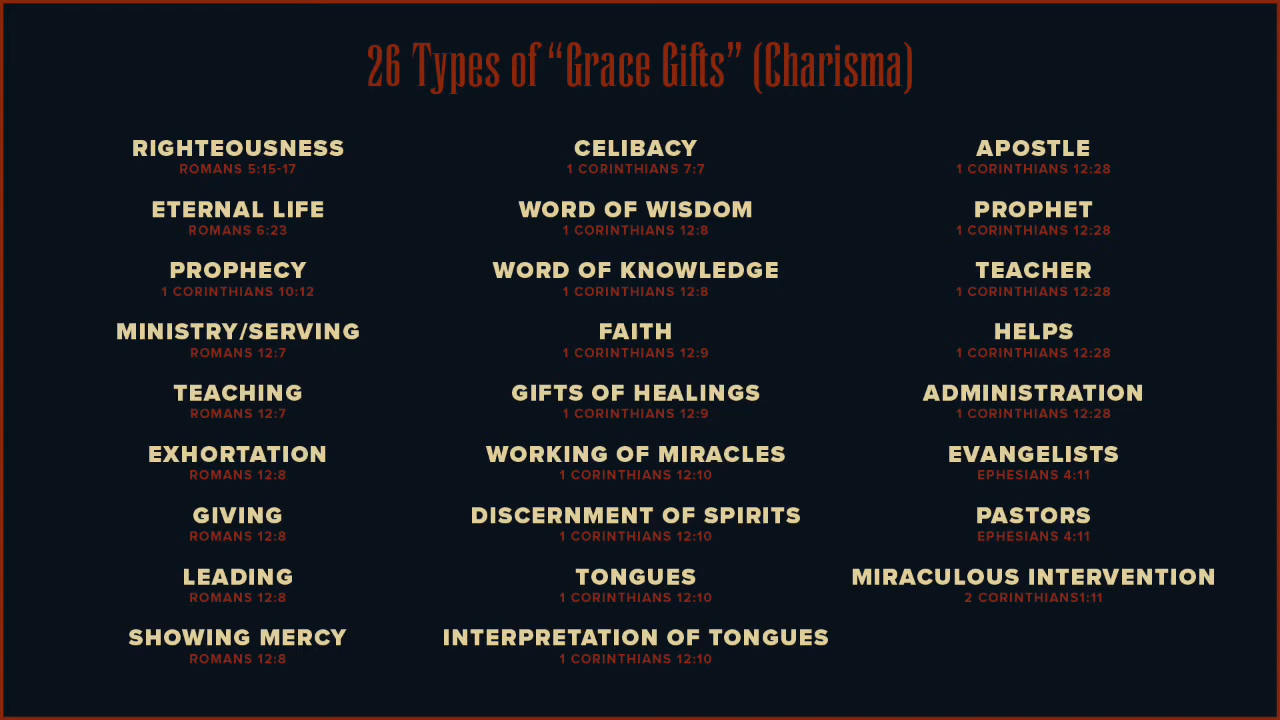 26 Types of “Grace Gifts” (Charisma)
RIGHTEOUSNESS
ROMANS 5:15-17
ETERNAL LIFE
ROMANS 6:23
PROPHECY
1 CORINTHIANS 10:12
MINISTRY/SERVING
ROMANS 12:7
TEACHING
ROMANS 12:7
EXHORTATION
ROMANS 12:8
GIVING
ROMANS 12:8
LEADING
ROMANS 12:8
SHOWING MERCY
ROMANS 12:8
CELIBACY
1 CORINTHIANS 7:7
WORD OF WISDOM
1 CORINTHIANS 12:8
WORD OF KNOWLEDGE
1 CORINTHIANS 12:8
FAITH
1 CORINTHIANS 12:9
GIFTS OF HEALINGS
1 CORINTHIANS 12:9
WORKING OF MIRACLES
1 CORINTHIANS 12:10
DISCERNMENT OF SPIRITS
1 CORINTHIANS 12:10
TONGUES
1 CORINTHIANS 12:10
INTERPRETATION OF TONGUES
1 CORINTHIANS 12:10
APOSTLE
1 CORINTHIANS 12:28
PROPHET
1 CORINTHIANS 12:28
TEACHER
1 CORINTHIANS 12:28
HELPS
1 CORINTHIANS 12:28
ADMINISTRATION
1 CORINTHIANS 12:28
EVANGELISTS
EPHESIANS 4:11
PASTORS
EPHESIANS 4:11
MIRACULOUS INTERVENTION
2 CORINTHIANS1:11